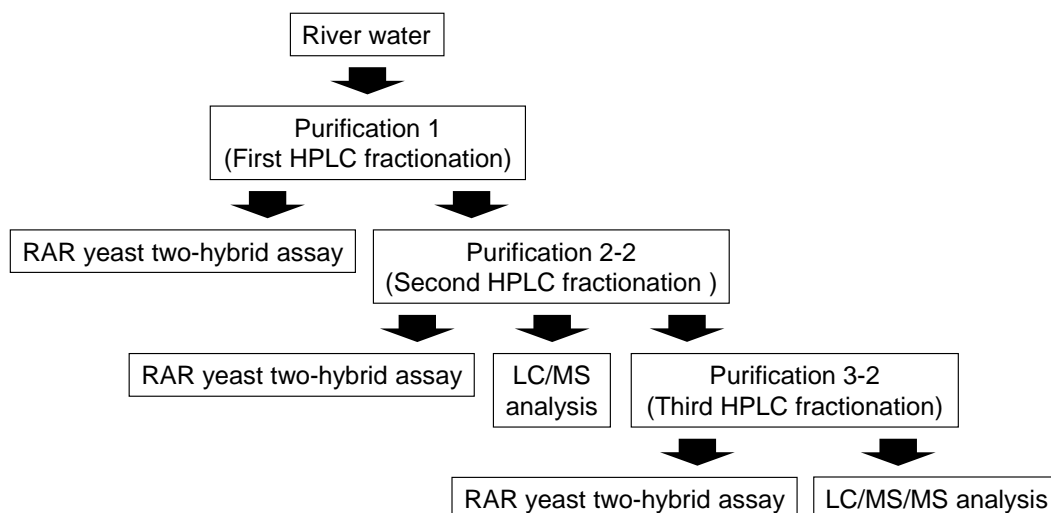 River water
Purification 1
(First HPLC fractionation)
RAR yeast two-hybrid assay
Purification 2-2
(Second HPLC fractionation )
RAR yeast two-hybrid assay
LC/MS
analysis
Purification 3-2
(Third HPLC fractionation)
RAR yeast two-hybrid assay
LC/MS/MS analysis